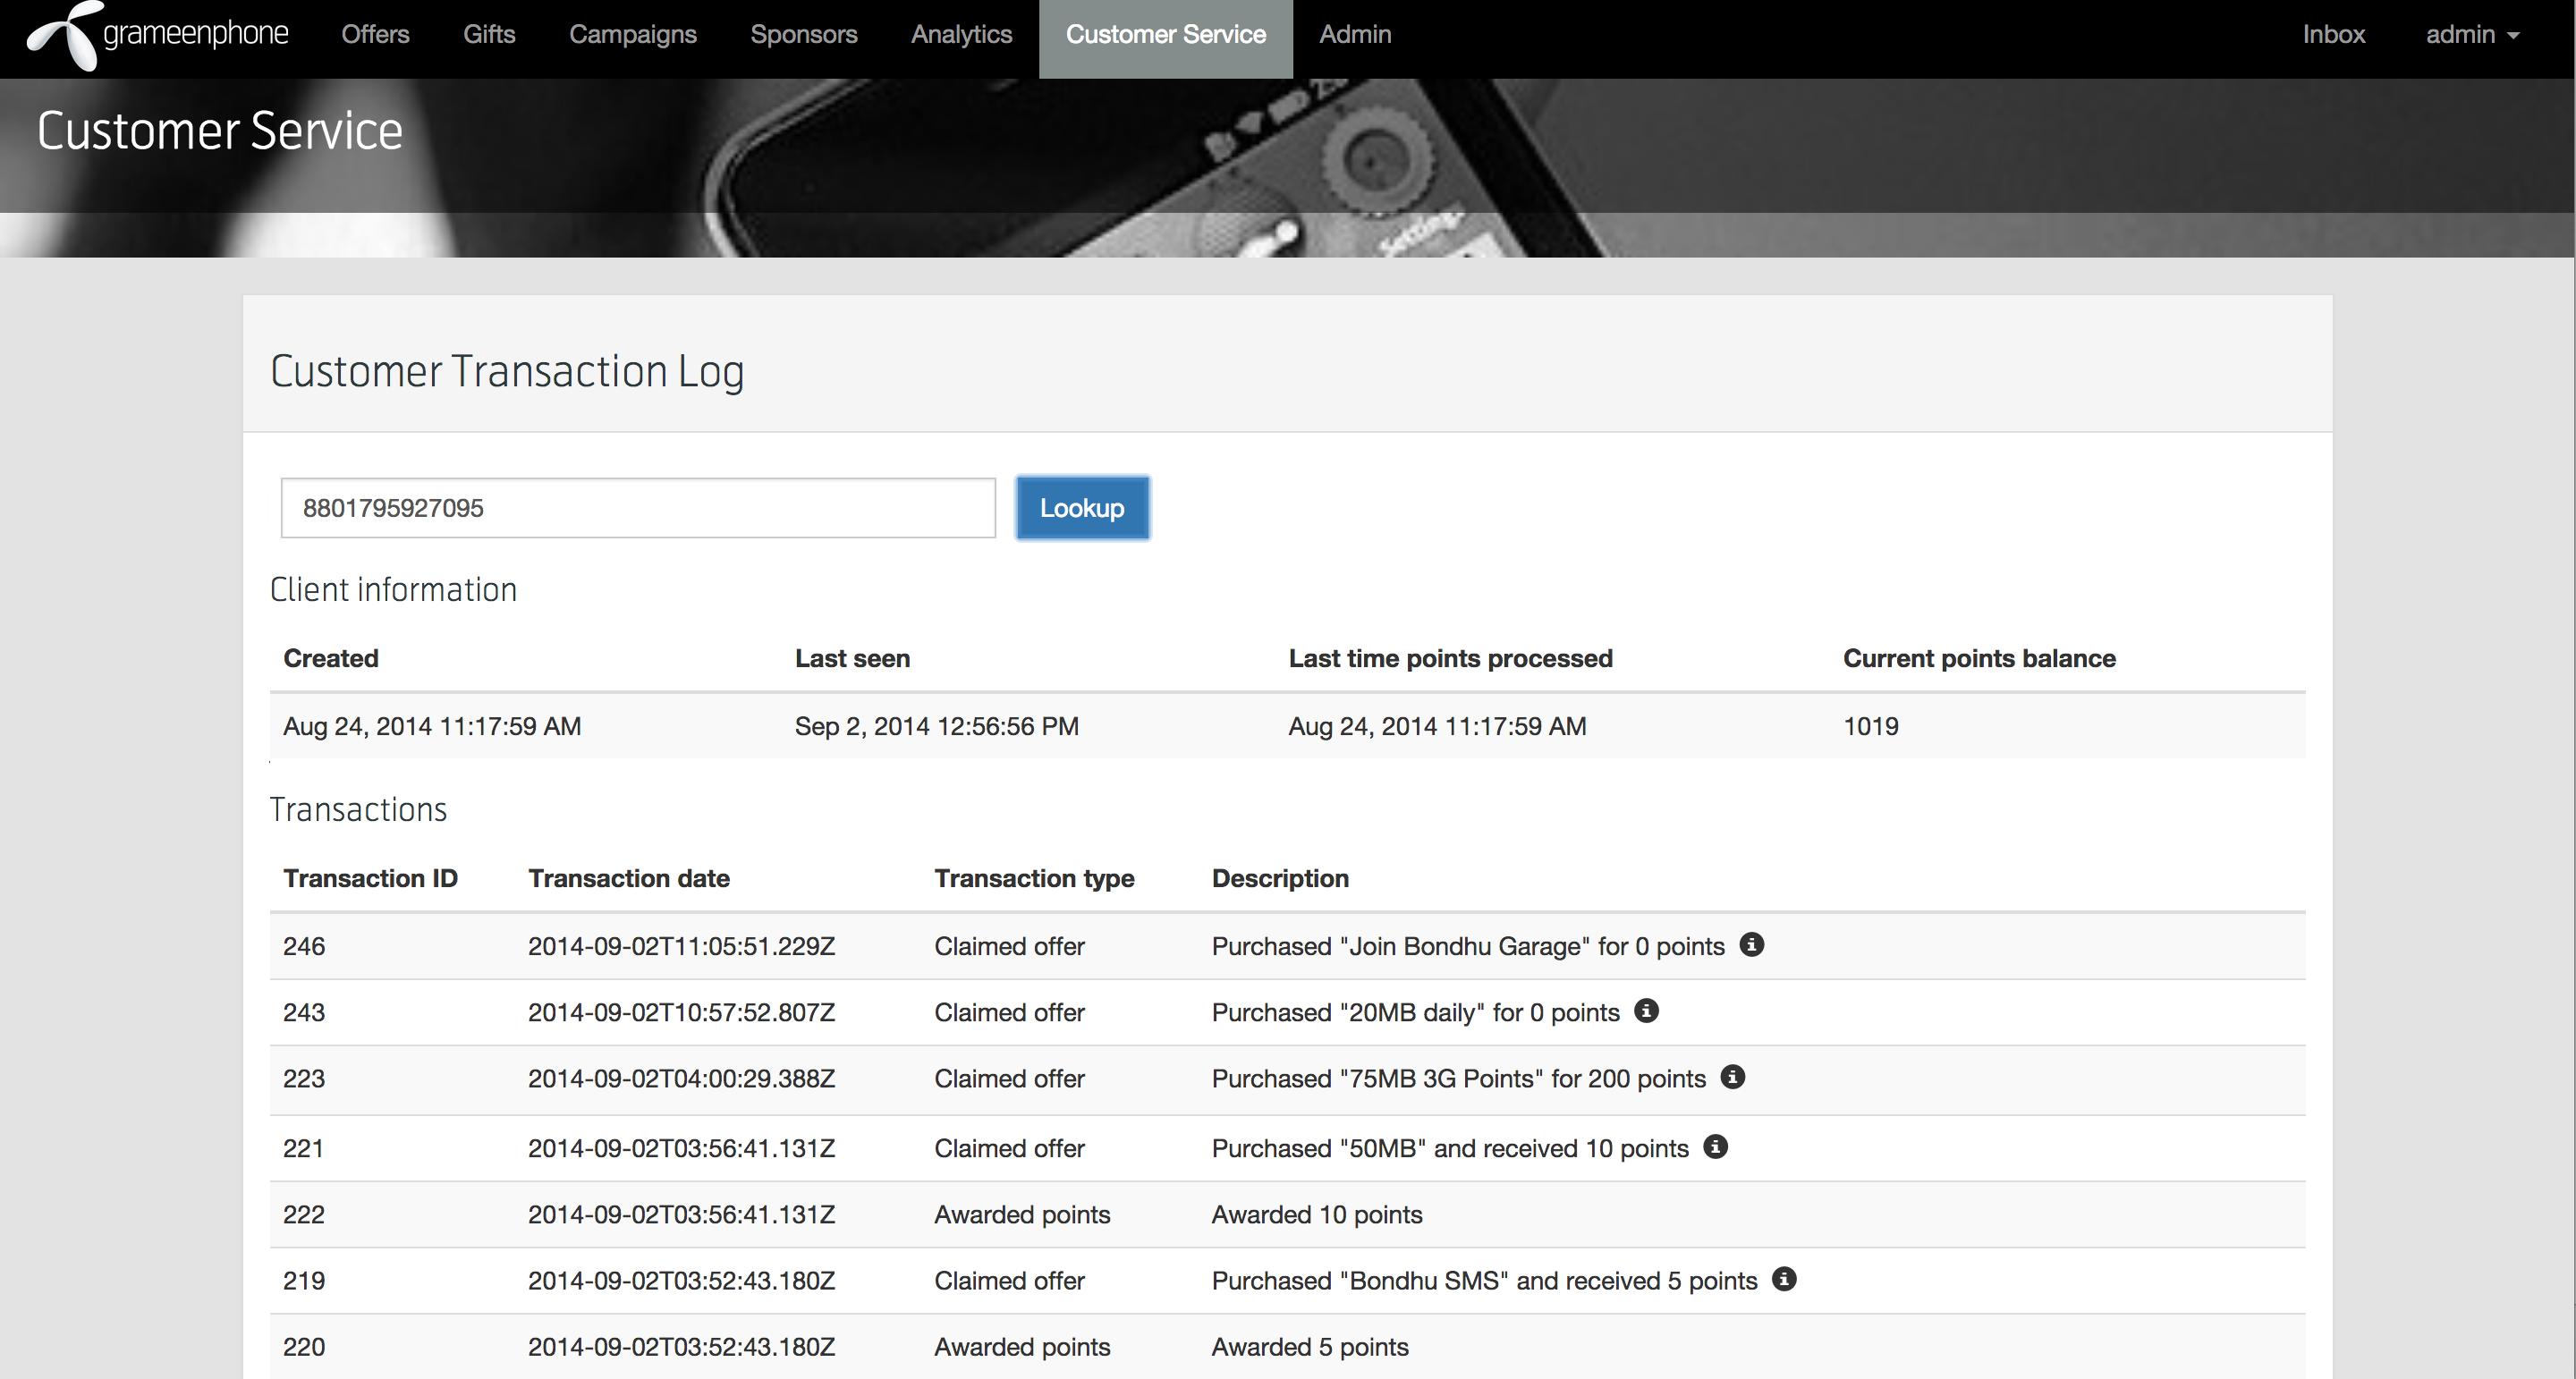 grameenphone Offers Gifts Campaigns Sponsors Analytics Customer Service Admin Inbox admin
Customer Service
Settings
Customer Transaction Log
8801795927095 Lookup
Client information
Created Last seen Last time points processed Current points balance
Aug 24, 2014 11:17:59 AM Sep 2, 2014 12:56:56 PM Aug 24, 2014 11:17:59 AM 1019
Transactions
Transaction ID Transaction date Transaction type Description
246 2014-09-02T11:05:51.229Z Claimed offer Purchased "Join Bondhu Garage" for 0 points
243 2014-09-02T10:57:52.807Z Claimed offer Purchased "20MB daily" for 0 points
223 2014-09-02T04:00:29.388Z Claimed offer Purchased "75MB 3G Points" for 200 points
221 2014-09-02T03:56:41.131Z Claimed offer Purchased "50MB" and received 10 points
222 2014-09-02T03:56:41.131Z Awarded points Awarded 10 points
219 2014-09-02T03:52:43.180Z Claimed offer Purchased "Bondhu SMS" and received 5 points
220 2014-09-02T03:52:43.180Z Awarded points Awarded 5 points